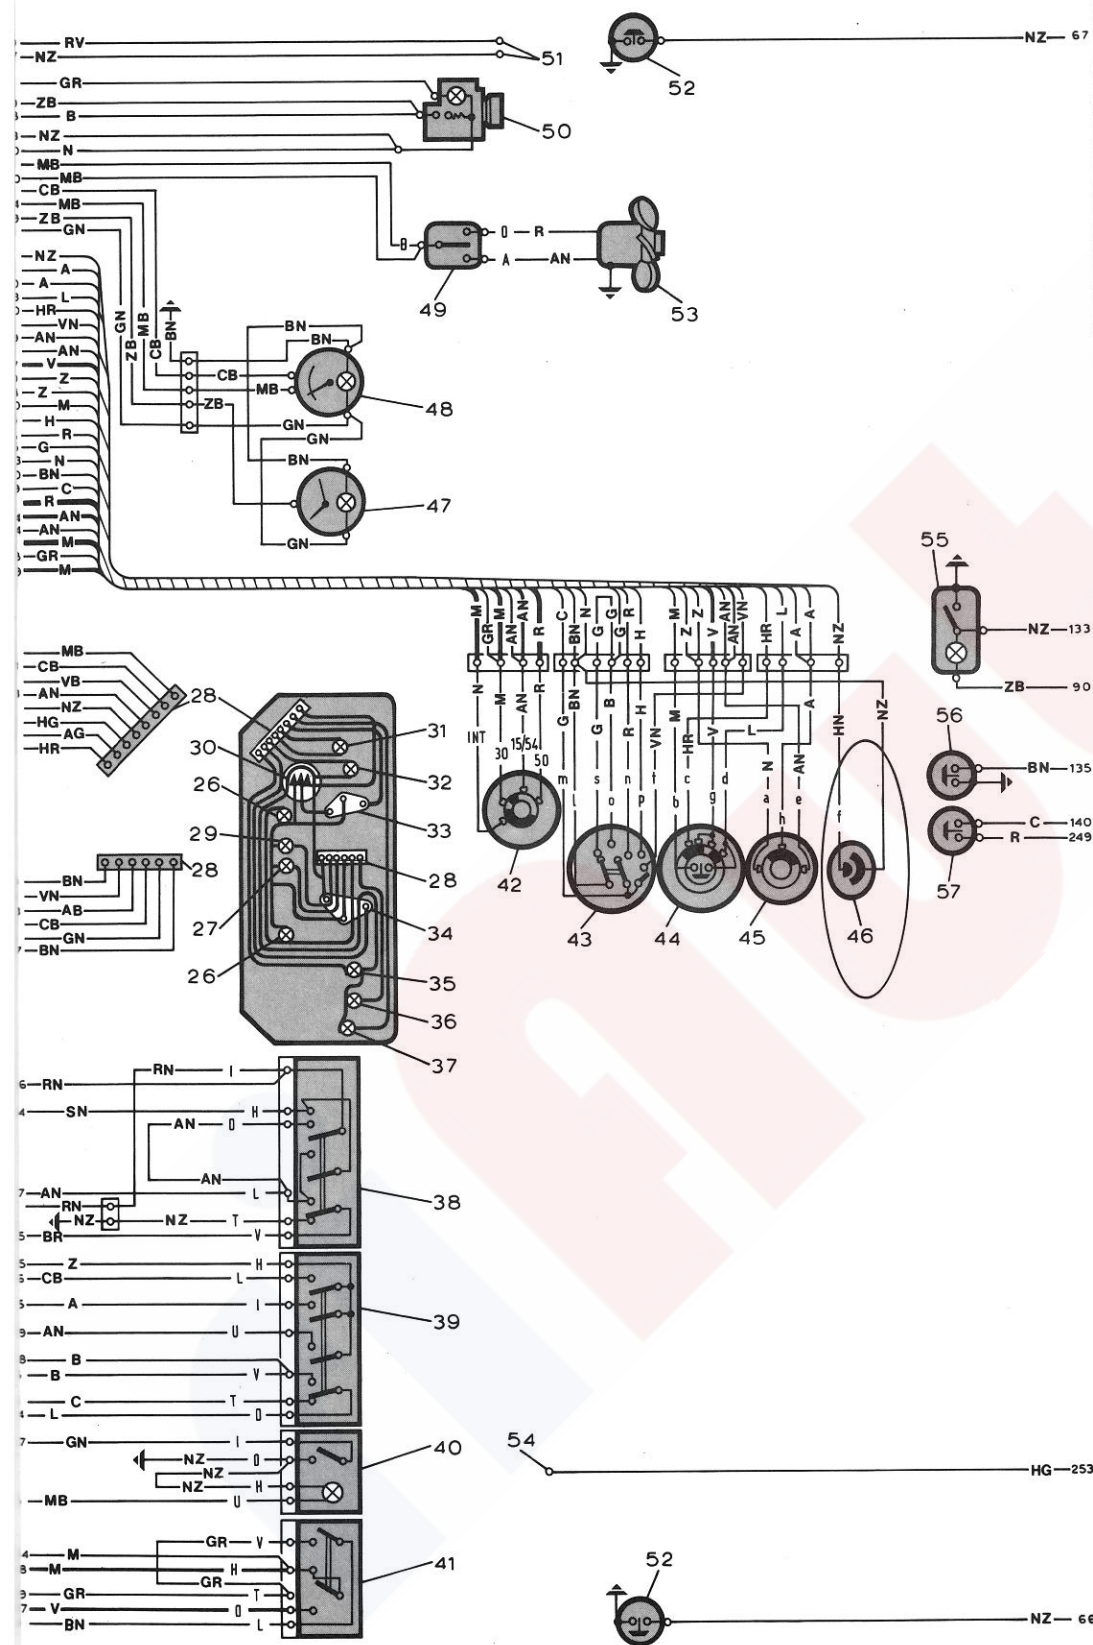 RV
NZ
51
52
NZ 67
GR
ZB
B
50
NZ
N
MB
MB
CB
MB
ZB
GN
B
0 R
A AN
49
53
NZ
A
A
L
HR
VN
AN
AN
V
Z
Z
M
H
R
G
N
BN
C
R
AN
AN
M
GR
M
GN
ZB
MB
CB
BN
BN
BN
CB
MB
ZB
GN
GN
48
BN
47
GN
55
NZ 133
ZB 90
M
GR
M
AN
AN
R
C
BN
N
G
G
G
R
H
M
Z
Z
V
AN
AN
VN
HR
L
A
A
NZ
MB
CB
VB
AN
NZ
HG
AG
HR
28
30
26
29
27
26
31
32
33
28
34
35
36
37
N
M
AN
R
INT
30
15/54
50
42
BN
G
G
B
R
H
VN
M
HR
V
L
N
AN
A
HN
NZ
m
l
s
o
n
p
t
b
c
g
d
a
h
e
f
43
44
45
46
56
BN 135
C 140
R 249
57
BN
VN
AB
CB
GN
BN
28
6 RN
RN I
SN H
AN 0
AN
7 AN L
RN
NZ NZ T
5 BR V
38
Z H
CB L
A I
9 AN U
8 B
B V
C T
L 0
39
7 GN I
NZ 0
NZ
NZ H
MB U
40
54
HG 253
GR V
M
M H
GR
GR T
7 V 0
BN L
41
52
NZ 66